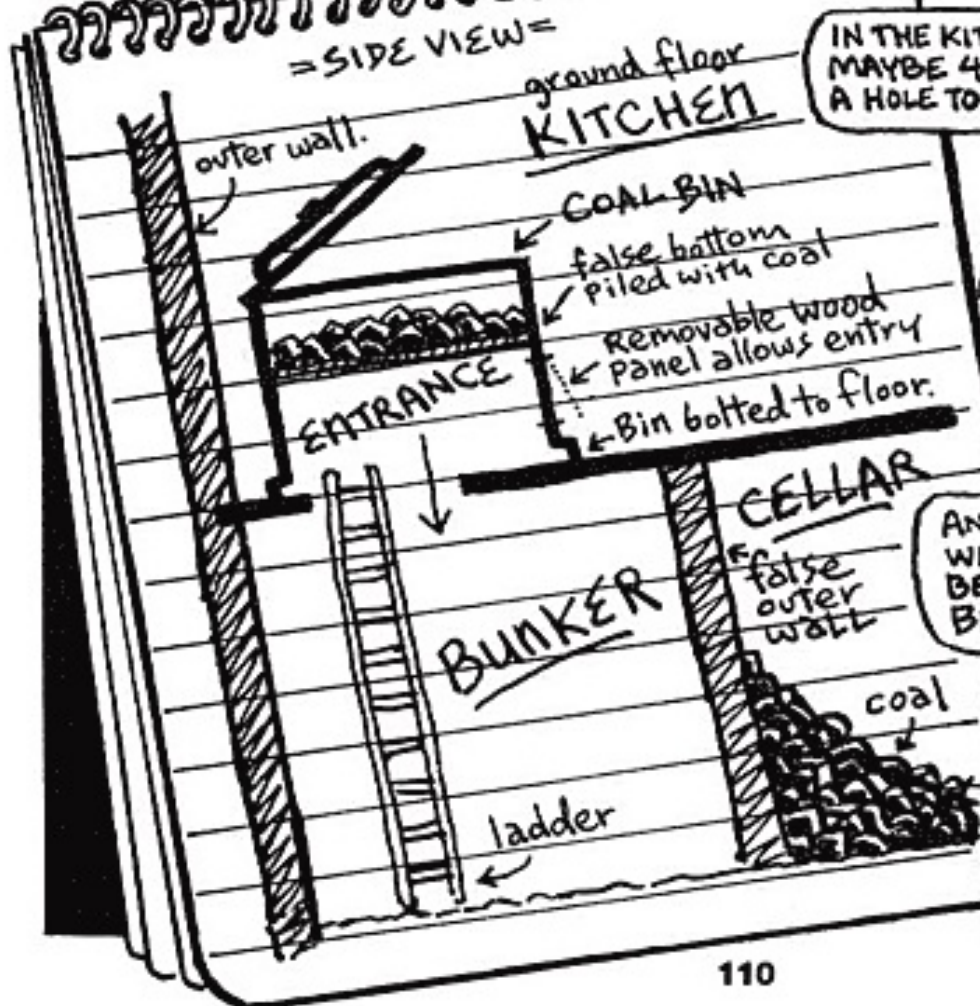 =SIDE VIEW=
IN THE KIT
MAYBE 4
A HOLE TO
ground floor
KITCHEN
outer wall.
COAL BIN
false bottom
piled with coal
Removable wood
panel allows entry
Bin bolted to floor.
ENTRANCE
CELLAR
AN
WI
BE
B
false
outer
wall
BUNKER
coal
ladder
110